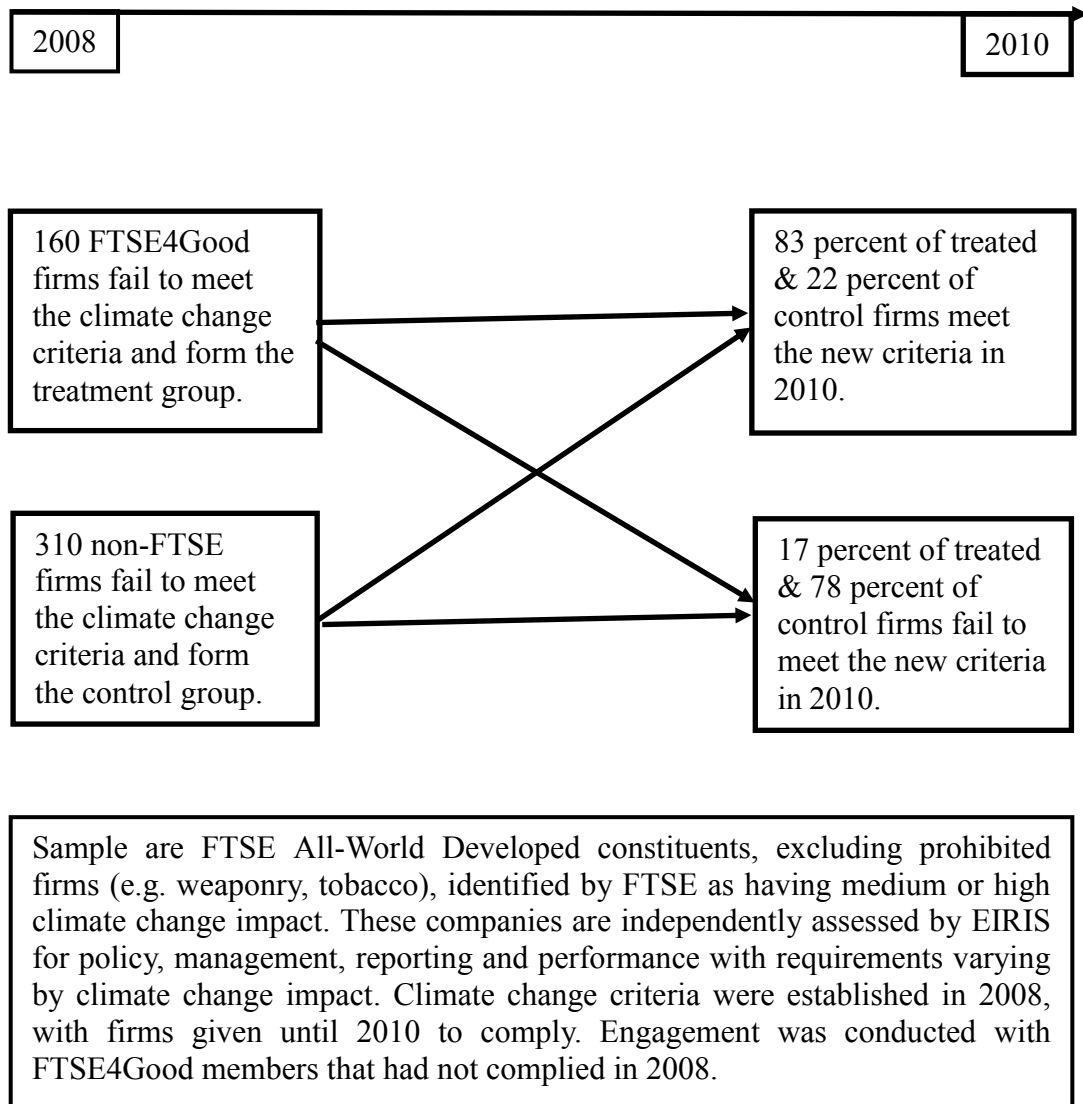 2008
2010
160 FTSE4Good
firms fail to meet
the climate change
criteria and form the
treatment group.
83 percent of treated
& 22 percent of
control firms meet
the new criteria in
2010.
310 non-FTSE
firms fail to meet
the climate change
criteria and form
the control group.
17 percent of treated
& 78 percent of
control firms fail to
meet the new criteria
in 2010.
Sample are FTSE All-World Developed constituents, excluding prohibited
firms (e.g. weaponry, tobacco), identified by FTSE as having medium or high
climate change impact. These companies are independently assessed by EIRIS
for policy, management, reporting and performance with requirements varying
by climate change impact. Climate change criteria were established in 2008,
with firms given until 2010 to comply. Engagement was conducted with
FTSE4Good members that had not complied in 2008.